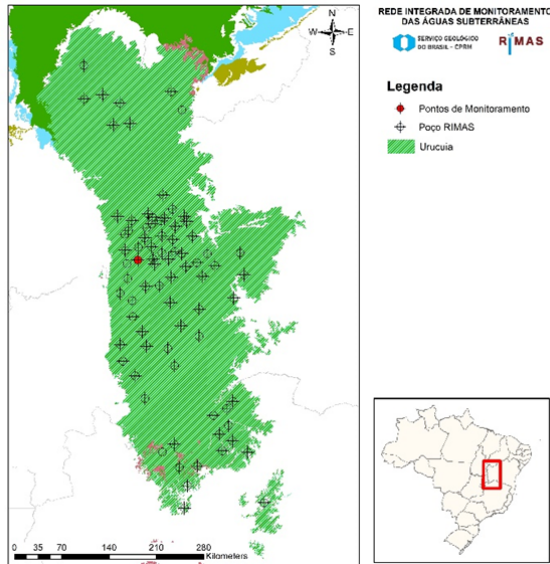 REDE INTEGRADA DE MONITORAMENTO
DAS ÁGUAS SUBTERRÂNEAS
SERVIÇO GEOLÓGICO
DO BRASIL - CPRM
RIMAS
N
W E
S
Legenda
Pontos de Monitoramento
Poço RIMAS
Urucuia
0 35 70 140 210 280
Kilometers